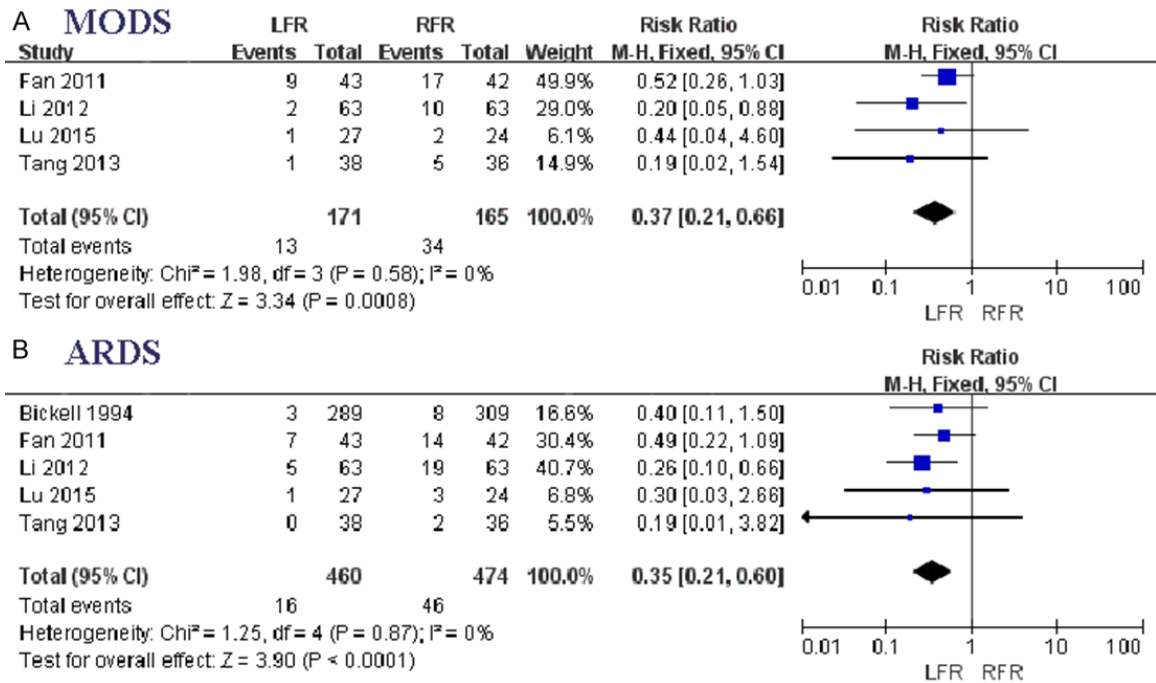 A MODS LFR RFR Risk Ratio Risk Ratio
Study Events Total Events Total Weight M-H, Fixed, 95% CI M-H, Fixed, 95% CI
Fan 2011 9 43 17 42 49.9% 0.52 [0.26, 1.03]
Li 2012 2 63 10 63 29.0% 0.20 [0.05, 0.88]
Lu 2015 1 27 2 24 6.1% 0.44 [0.04, 4.60]
Tang 2013 1 38 5 36 14.9% 0.19 [0.02, 1.54]
Total (95% CI) 171 165 100.0% 0.37 [0.21, 0.66]
Total events 13 34
Heterogeneity: Chi² = 1.98, df = 3 (P = 0.58); I² = 0%
Test for overall effect: Z = 3.34 (P = 0.0008)
0.01 0.1 1 10 100
LFR RFR
B ARDS Risk Ratio
M-H, Fixed, 95% CI
Bickell 1994 3 289 8 309 16.6% 0.40 [0.11, 1.50]
Fan 2011 7 43 14 42 30.4% 0.49 [0.22, 1.09]
Li 2012 5 63 19 63 40.7% 0.26 [0.10, 0.66]
Lu 2015 1 27 3 24 6.8% 0.30 [0.03, 2.66]
Tang 2013 0 38 2 36 5.5% 0.19 [0.01, 3.82]
Total (95% CI) 460 474 100.0% 0.35 [0.21, 0.60]
Total events 16 46
Heterogeneity: Chi² = 1.25, df = 4 (P = 0.87); I² = 0%
Test for overall effect: Z = 3.90 (P < 0.0001)
0.01 0.1 1 10 100
LFR RFR